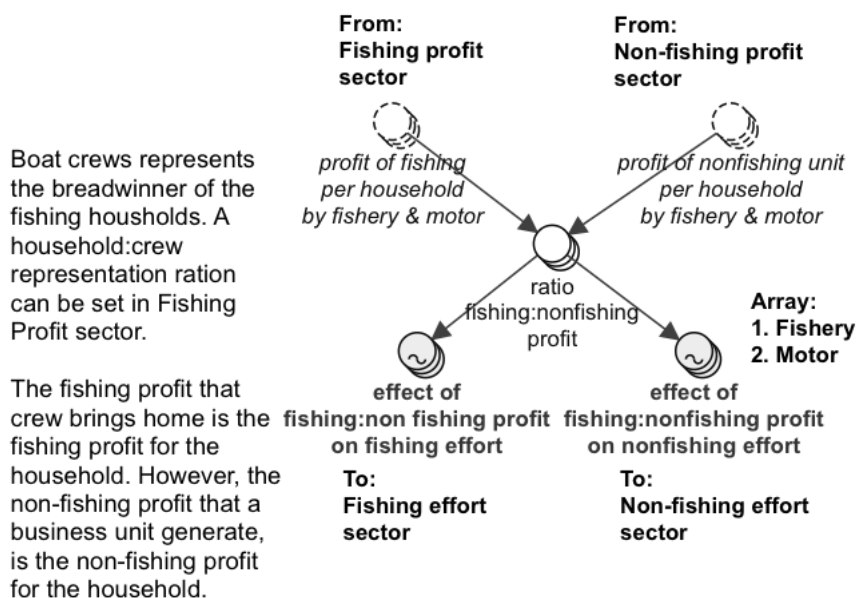 From:
Fishing profit
sector
From:
Non-fishing profit
sector
Boat crews represents
the breadwinner of the
fishing housholds. A
household:crew
representation ration
can be set in Fishing
Profit sector.
The fishing profit that
crew brings home is the
fishing profit for the
household. However, the
non-fishing profit that a
business unit generate,
is the non-fishing profit
for the household.
profit of fishing
per household
by fishery & motor
profit of nonfishing unit
per household
by fishery & motor
ratio
fishing:nonfishing
profit
Array:
1. Fishery
2. Motor
effect of
fishing:non fishing profit
on fishing effort
effect of
fishing:nonfishing profit
on nonfishing effort
To:
Fishing effort
sector
To:
Non-fishing effort
sector